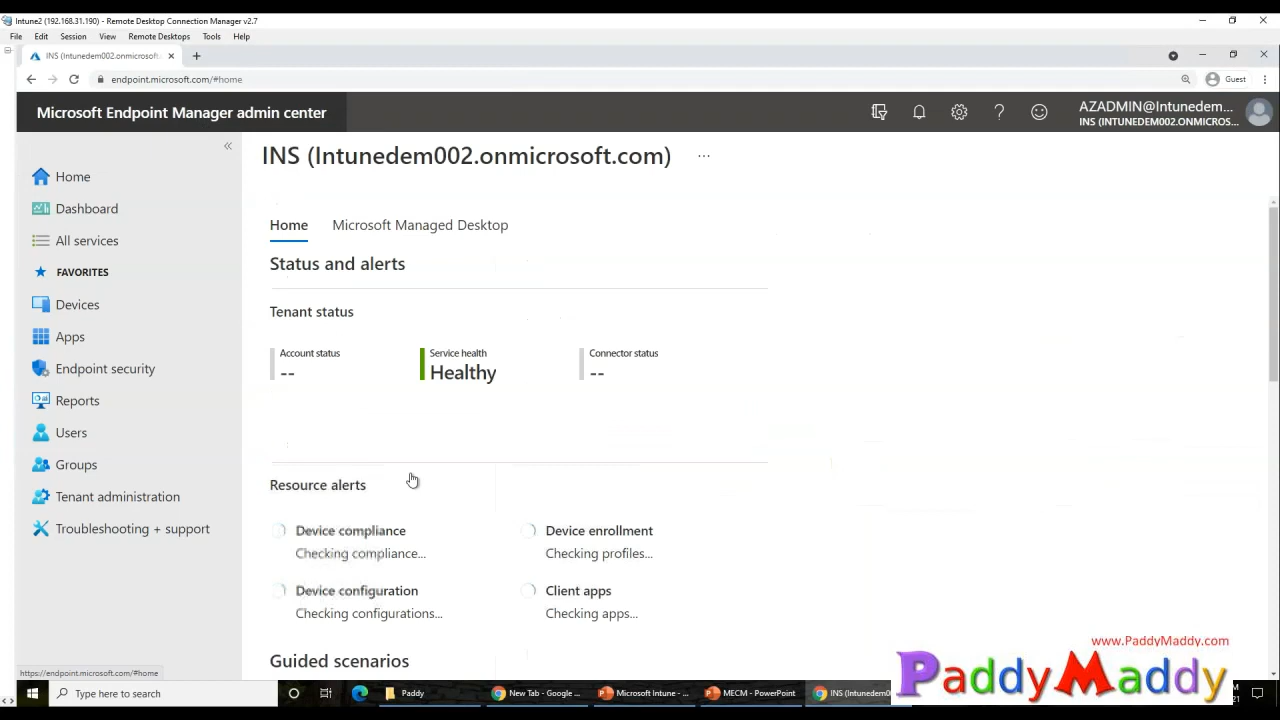 Intune2 (192.168.31.190) - Remote Desktop Connection Manager v2.7
File Edit Session View Remote Desktops Tools Help
INS (Intunedem002.onmicrosoft.
endpoint.microsoft.com/#home
Guest
Microsoft Endpoint Manager admin center
AZADMIN@Intunedem...
INS (INTUNEDEM002.ONMICROS...
INS (Intunedem002.onmicrosoft.com) ...
Home
Dashboard
All services
FAVORITES
Devices
Apps
Endpoint security
Reports
Users
Groups
Tenant administration
Troubleshooting + support
Home Microsoft Managed Desktop
Status and alerts
Tenant status
Account status Service health Connector status
-- Healthy --
Resource alerts
Device compliance Device enrollment
Checking compliance... Checking profiles...
Device configuration Client apps
Checking configurations... Checking apps...
Guided scenarios
www.PaddyMaddy.com
PaddyMaddy
https://endpoint.microsoft.com/#home
Type here to search
Paddy
New Tab - Google ...
Microsoft Intune - ...
MECM - PowerPoint
INS (Intunedem00